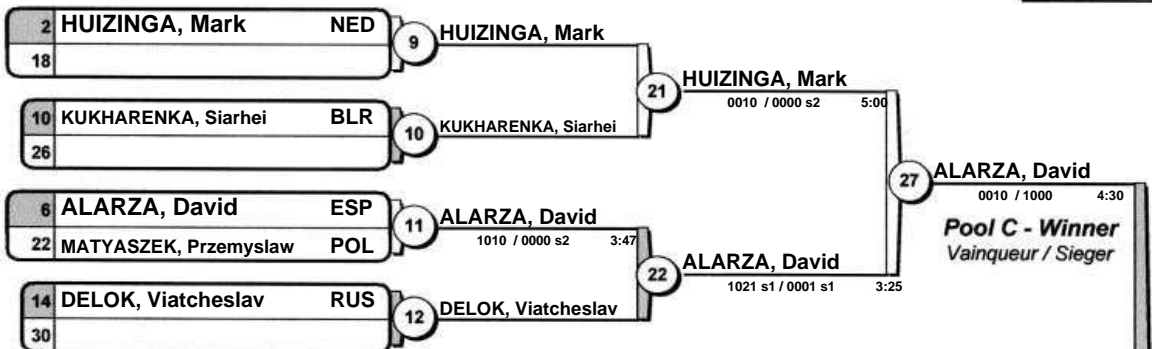 2 HUIZINGA, Mark NED
18
9
HUIZINGA, Mark
10 KUKHARENKA, Siarhei BLR
26
10
KUKHARENKA, Siarhei
21
HUIZINGA, Mark
0010 / 0000 s2 5:00
6 ALARZA, David ESP
22 MATYASZEK, Przemyslaw POL
11
ALARZA, David
1010 / 0000 s2 3:47
14 DELOK, Viatcheslav RUS
30
12
DELOK, Viatcheslav
22
ALARZA, David
1021 s1 / 0001 s1 3:25
27
ALARZA, David
0010 / 1000 4:30
Pool C - Winner
Vainqueur / Sieger